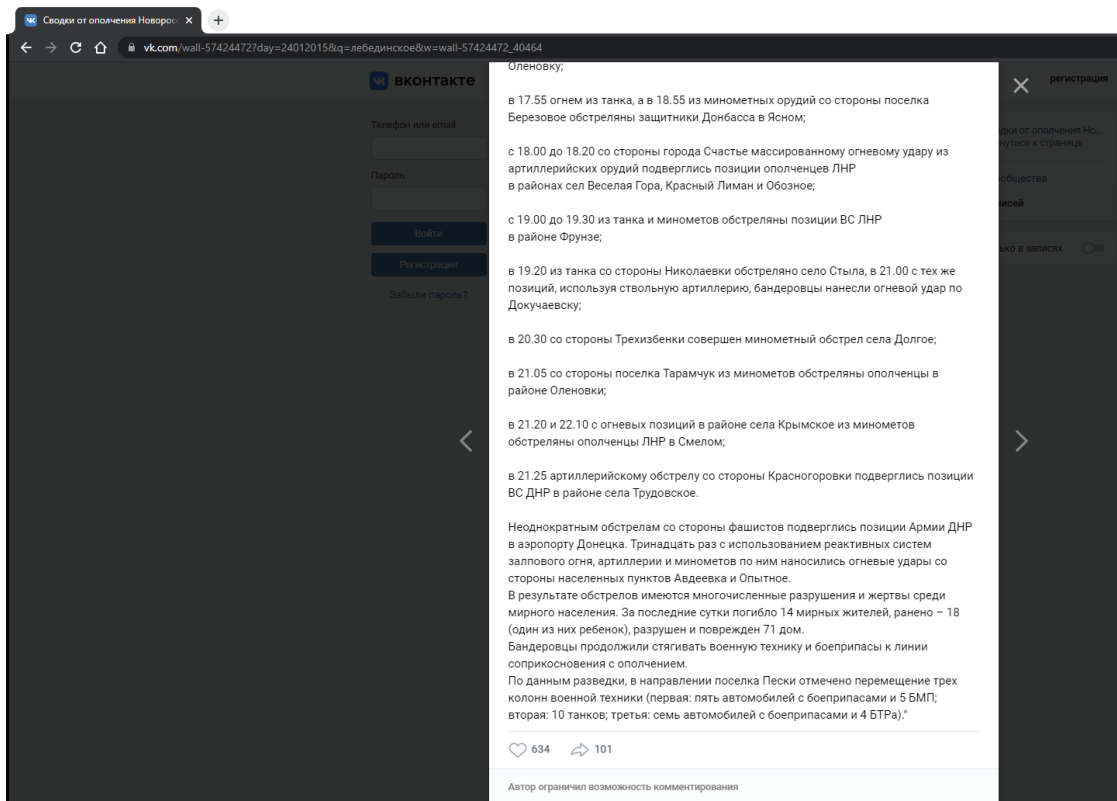 Сводки от ополчения Новорос
vk.com/wall-57424472?day=24012015&q=лебединское&w=wall-57424472_40464
вконтакте
регистрация
Телефон или email
Пароль
Войти
Регистрация
Забыли пароль?
дки от ополчения Но...
нуться к странице
ообщества
писей
ько в записях
Оленовку;
в 17.55 огнем из танка, а в 18.55 из минометных орудий со стороны поселка
Березовое обстреляны защитники Донбасса в Ясном;
с 18.00 до 18.20 со стороны города Счастье массированному огневому удару из
артиллерийских орудий подверглись позиции ополченцев ЛНР
в районах сел Веселая Гора, Красный Лиман и Обозное;
с 19.00 до 19.30 из танка и минометов обстреляны позиции ВС ЛНР
в районе Фрунзе;
в 19.20 из танка со стороны Николаевки обстреляно село Стыла, в 21.00 с тех же
позиций, используя ствольную артиллерию, бандеровцы нанесли огневой удар по
Докучаевску;
в 20.30 со стороны Трехизбенки совершен минометный обстрел села Долгое;
в 21.05 со стороны поселка Тарамчук из минометов обстреляны ополченцы в
районе Оленовки;
в 21.20 и 22.10 с огневых позиций в районе села Крымское из минометов
обстреляны ополченцы ЛНР в Смелом;
в 21.25 артиллерийскому обстрелу со стороны Красногоровки подверглись позиции
ВС ДНР в районе села Трудовское.
Неоднократным обстрелам со стороны фашистов подверглись позиции Армии ДНР
в аэропорту Донецка. Тринадцать раз с использованием реактивных систем
залпового огня, артиллерии и минометов по ним наносились огневые удары со
стороны населенных пунктов Авдеевка и Опытное.
В результате обстрелов имеются многочисленные разрушения и жертвы среди
мирного населения. За последние сутки погибло 14 мирных жителей, ранено – 18
(один из них ребенок), разрушен и поврежден 71 дом.
Бандеровцы продолжили стягивать военную технику и боеприпасы к линии
соприкосновения с ополчением.
По данным разведки, в направлении поселка Пески отмечено перемещение трех
колонн военной техники (первая: пять автомобилей с боеприпасами и 5 БМП;
вторая: 10 танков; третья: семь автомобилей с боеприпасами и 4 БТРа)."
634 101
Автор ограничил возможность комментирования